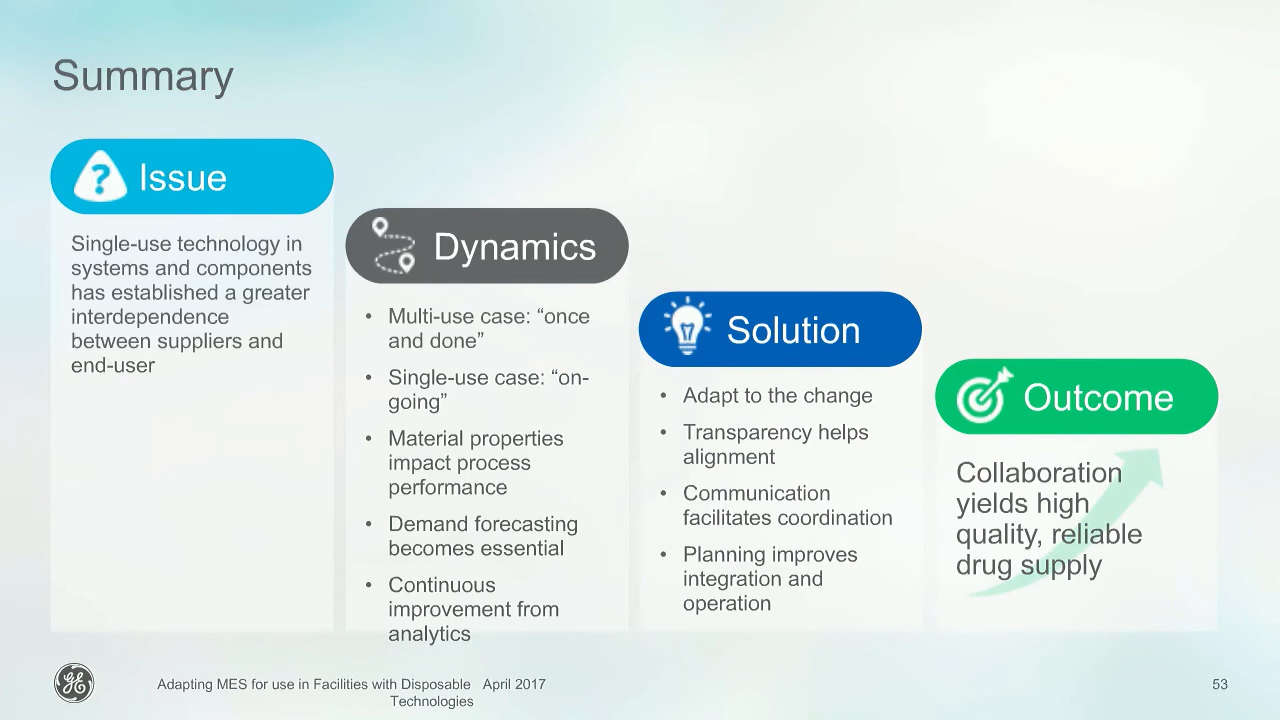 Summary
Issue
Single-use technology in
systems and components
has established a greater
interdependence
between suppliers and
end-user
Dynamics
• Multi-use case: “once
and done”
• Single-use case: “on-
going”
• Material properties
impact process
performance
• Demand forecasting
becomes essential
• Continuous
improvement from
analytics
Solution
• Adapt to the change
• Transparency helps
alignment
• Communication
facilitates coordination
• Planning improves
integration and
operation
Outcome
Collaboration
yields high
quality, reliable
drug supply
GE
Adapting MES for use in Facilities with Disposable April 2017
Technologies
53